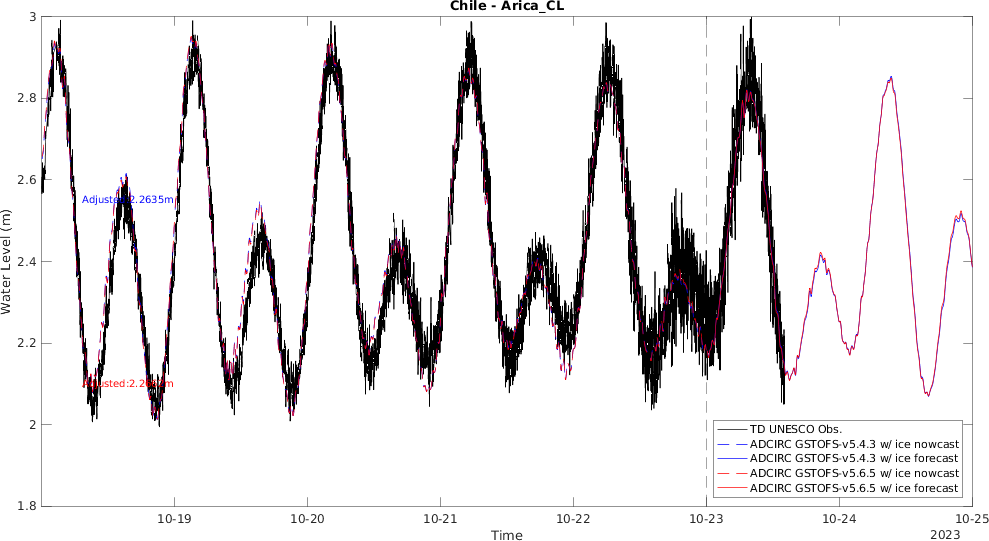 Chile - Arica_CL
3
2.8
2.6
2.4
2.2
2
1.8
Water Level (m)
Adjusted:2.2635m
TD UNESCO Obs.
ADCIRC GSTOFS-v5.4.3 w/ ice nowcast
ADCIRC GSTOFS-v5.4.3 w/ ice forecast
ADCIRC GSTOFS-v5.6.5 w/ ice nowcast
ADCIRC GSTOFS-v5.6.5 w/ ice forecast
10-19
10-20
10-21
10-22
10-23
10-24
10-25
Time
2023